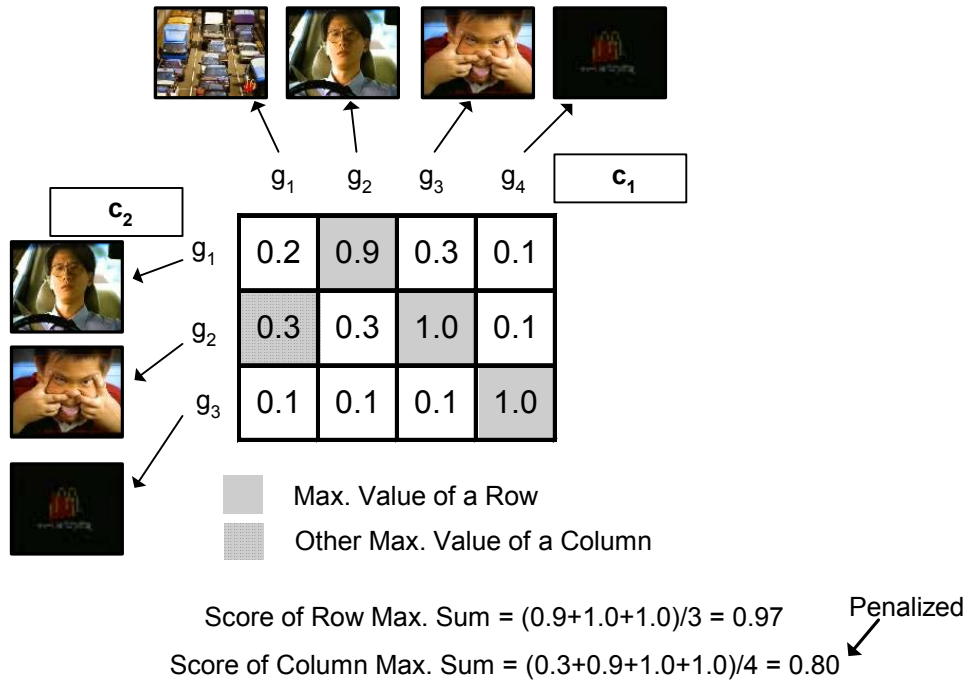 g₁ g₂ g₃ g₄ c₁
c₂
g₁ 0.2 0.9 0.3 0.1
g₂ 0.3 0.3 1.0 0.1
g₃ 0.1 0.1 0.1 1.0
Max. Value of a Row
Other Max. Value of a Column
Score of Row Max. Sum = (0.9+1.0+1.0)/3 = 0.97
Penalized
Score of Column Max. Sum = (0.3+0.9+1.0+1.0)/4 = 0.80